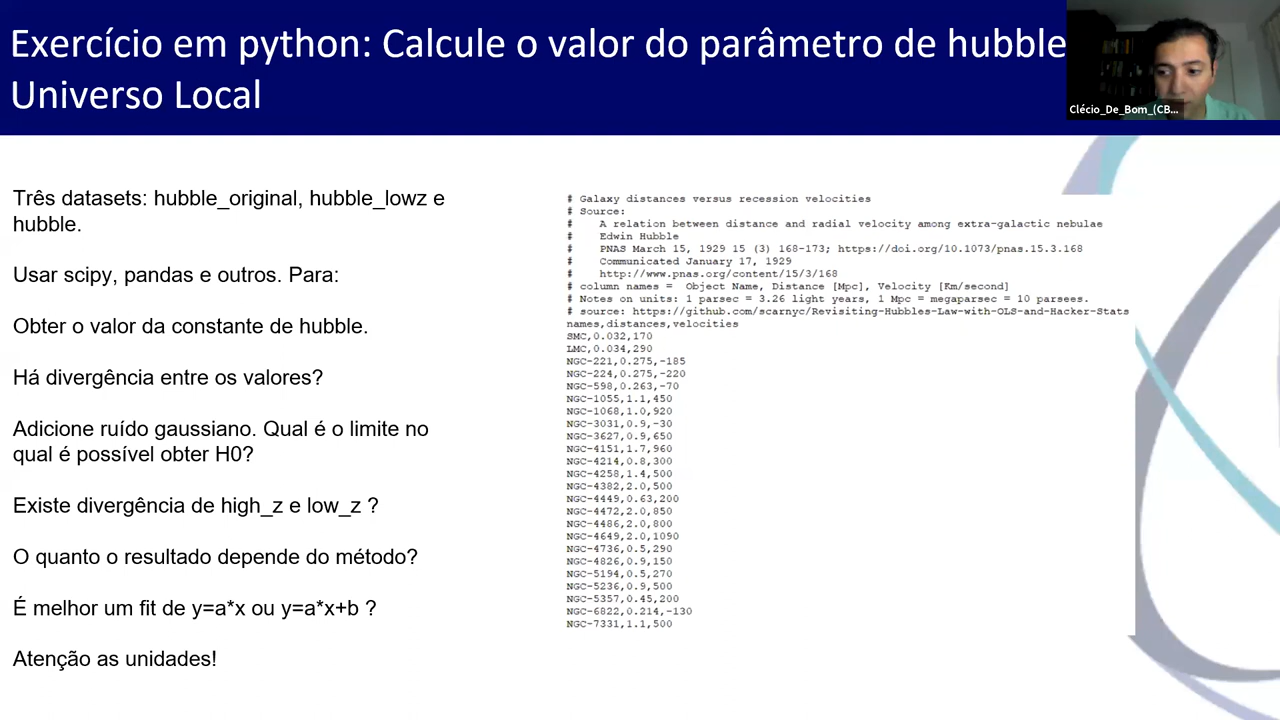 Exercício em python: Calcule o valor do parâmetro de hubble
Universo Local
Clécio_De_Bom_(CB...
Três datasets: hubble_original, hubble_lowz e
hubble.
Usar scipy, pandas e outros. Para:
Obter o valor da constante de hubble.
Há divergência entre os valores?
Adicione ruído gaussiano. Qual é o limite no
qual é possível obter H0?
Existe divergência de high_z e low_z ?
O quanto o resultado depende do método?
É melhor um fit de y=a*x ou y=a*x+b ?
Atenção as unidades!
# Galaxy distances versus recession velocities
# Source:
# A relation between distance and radial velocity among extra-galactic nebulae
# Edwin Hubble
# PNAS March 15, 1929 15 (3) 168-173; https://doi.org/10.1073/pnas.15.3.168
# Communicated January 17, 1929
# http://www.pnas.org/content/15/3/168
# column names = Object Name, Distance [Mpc], Velocity [Km/second]
# Notes on units: 1 parsec = 3.26 light years, 1 Mpc = megaparsec = 10 parsees.
# source: https://github.com/scarnyc/Revisiting-Hubbles-Law-with-OLS-and-Hacker-Stats
names,distances,velocities
SMC,0.032,170
LMC,0.034,290
NGC-221,0.275,-185
NGC-224,0.275,-220
NGC-598,0.263,-70
NGC-1055,1.1,450
NGC-1068,1.0,920
NGC-3031,0.9,-30
NGC-3627,0.9,650
NGC-4151,1.7,960
NGC-4214,0.8,300
NGC-4258,1.4,500
NGC-4382,2.0,500
NGC-4449,0.63,200
NGC-4472,2.0,850
NGC-4486,2.0,800
NGC-4649,2.0,1090
NGC-4736,0.5,290
NGC-4826,0.9,150
NGC-5194,0.5,270
NGC-5236,0.9,500
NGC-5357,0.45,200
NGC-6822,0.214,-130
NGC-7331,1.1,500